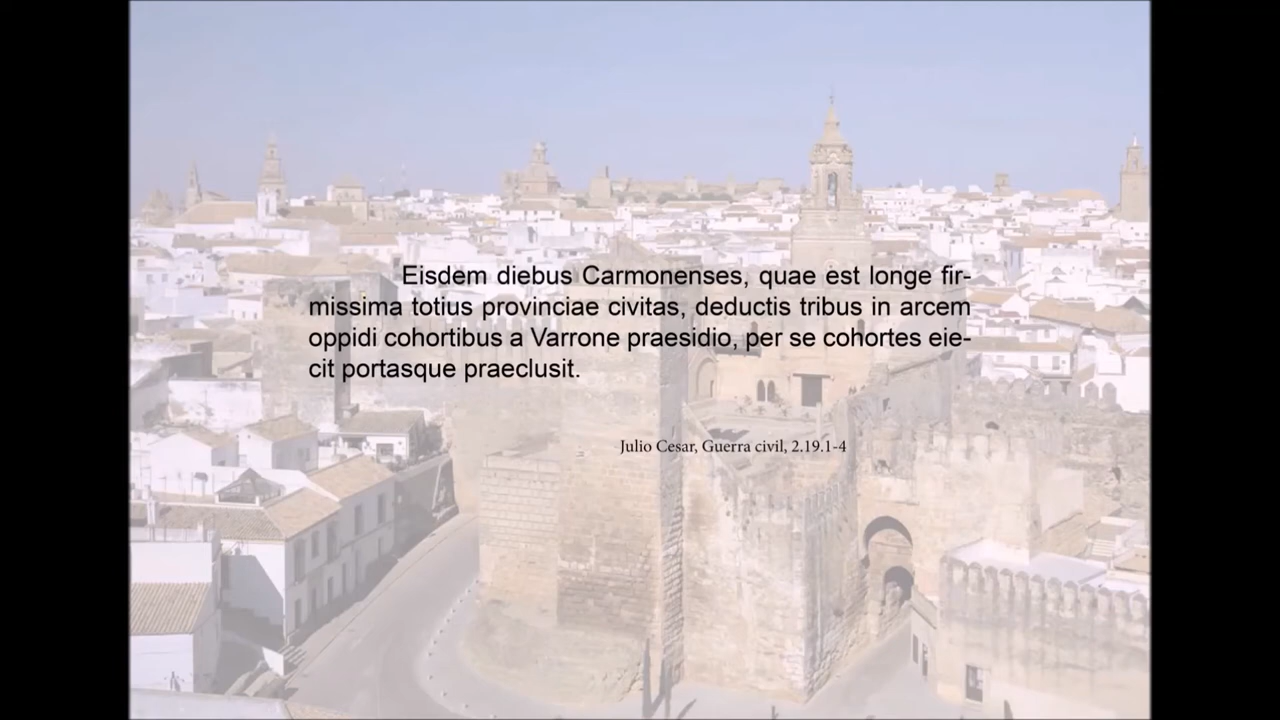 Eisdem diebus Carmonenses, quae est longe fir-
missima totius provinciae civitas, deductis tribus in arcem
oppidi cohortibus a Varrone praesidio, per se cohortes eie-
cit portasque praeclusit.
Julio Cesar, Guerra civil, 2.19.1-4